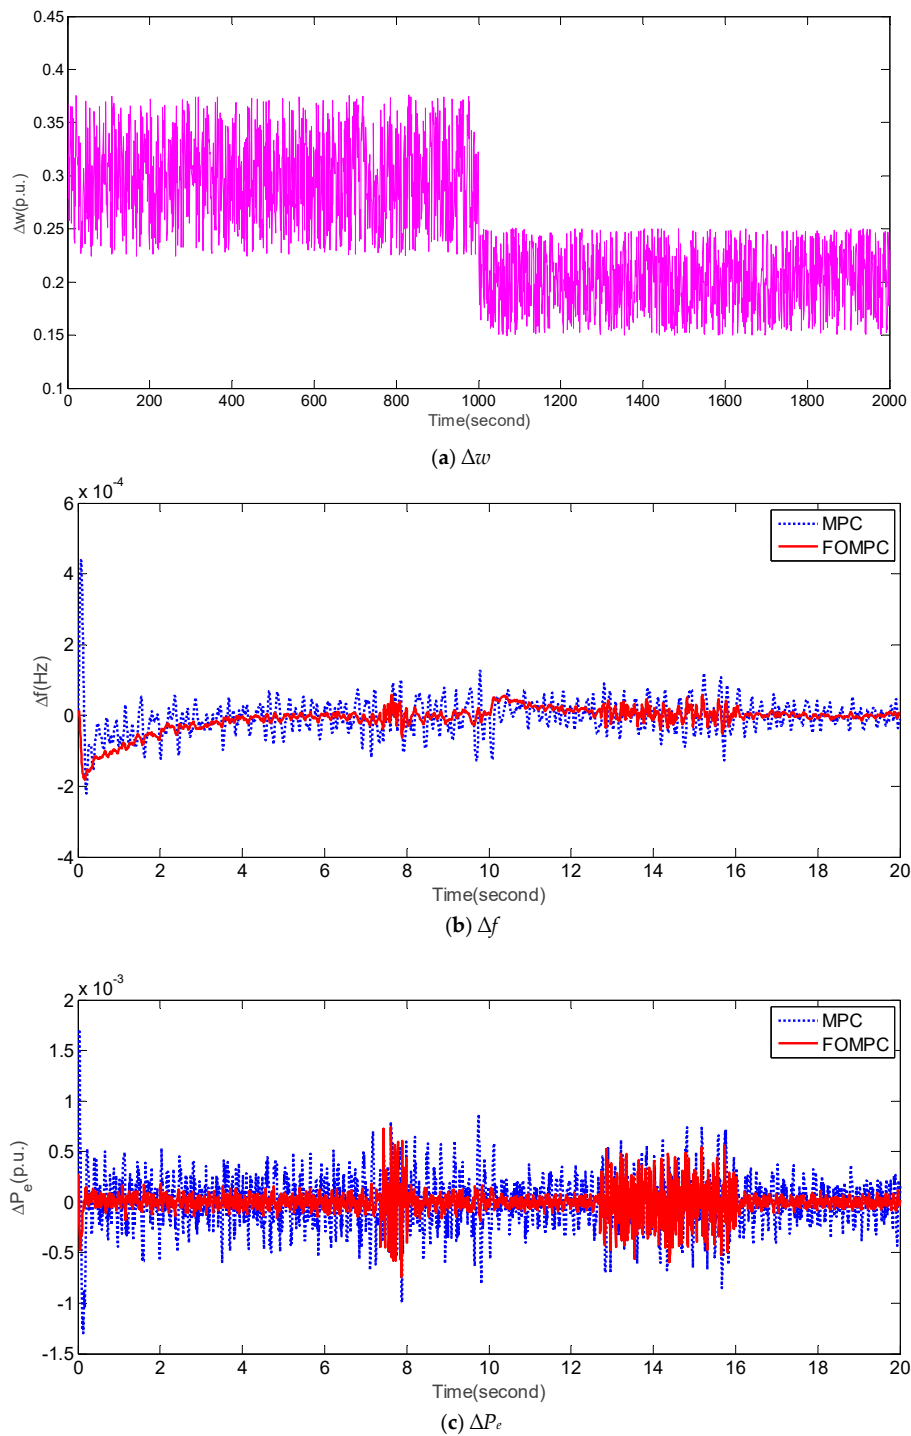 0.45
0.4
0.35
0.3
0.25
0.2
0.15
0.1
Δw(p.u.)
0 200 400 600 800 1000 1200 1400 1600 1800 2000
Time(second)
(a) Δw
x 10^-4
6
4
2
0
-2
-4
Δf(Hz)
MPC
FOMPC
0 2 4 6 8 10 12 14 16 18 20
Time(second)
(b) Δf
x 10^-3
2
1.5
1
0.5
0
-0.5
-1
-1.5
ΔP_e(p.u.)
MPC
FOMPC
0 2 4 6 8 10 12 14 16 18 20
Time(second)
(c) ΔPe